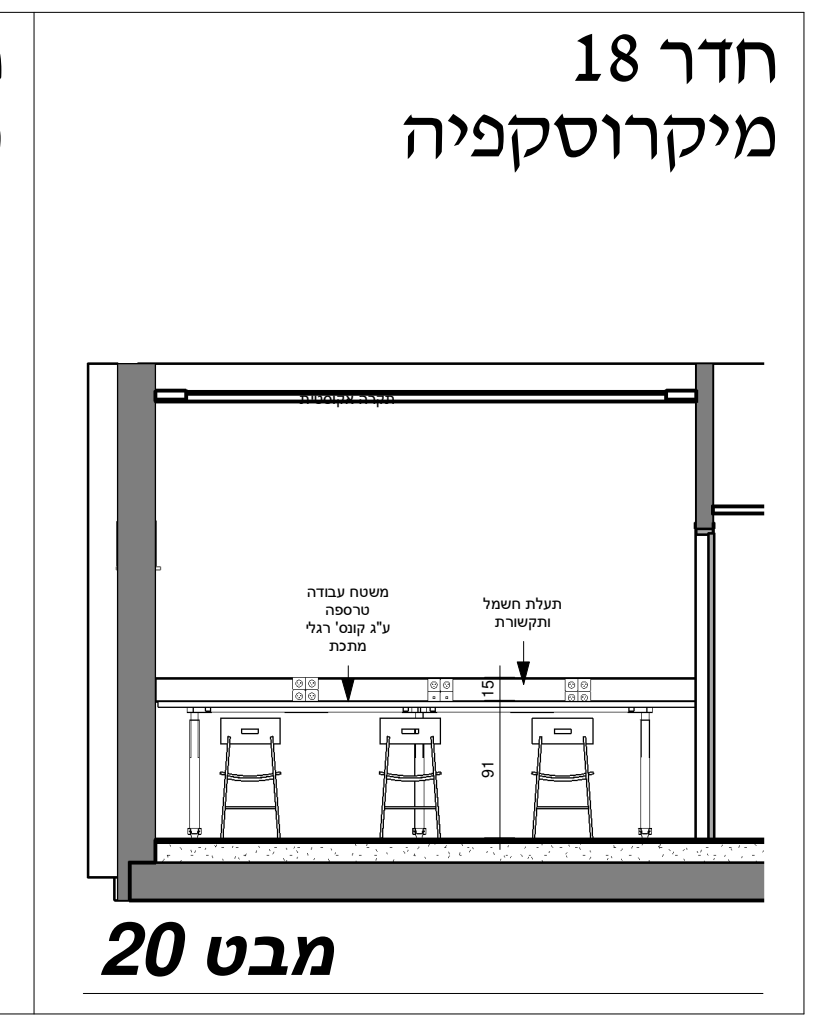 חדר 18
מיקרוסקפיה
תקרה אקוסטית
משטח עבודה
טרספה
ע"ג קונס' רגלי
מתכת
תעלת חשמל
ותקשורת
15
91
מבט 20